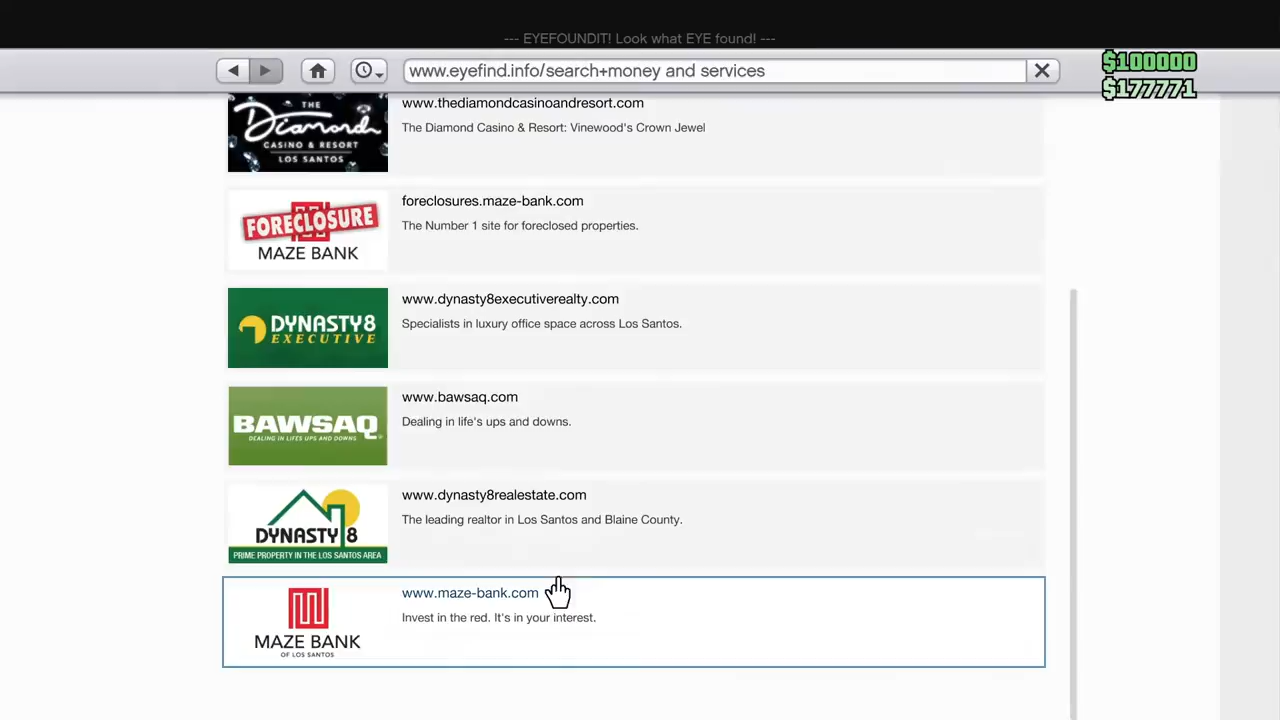 --- EYEFOUNDIT! Look what EYE found! ---
www.eyefind.info/search+money and services
$100000
$177771
THE
Diamond
CASINO & RESORT
LOS SANTOS
www.thediamondcasinoandresort.com
The Diamond Casino & Resort: Vinewood's Crown Jewel
FORECLOSURE
MAZE BANK
foreclosures.maze-bank.com
The Number 1 site for foreclosed properties.
DYNASTY8
EXECUTIVE
www.dynasty8executiverealty.com
Specialists in luxury office space across Los Santos.
BAWSAQ
DEALING IN LIFE'S UPS AND DOWNS
www.bawsaq.com
Dealing in life's ups and downs.
DYNASTY 8
PRIME PROPERTY IN THE LOS SANTOS AREA
www.dynasty8realestate.com
The leading realtor in Los Santos and Blaine County.
MAZE BANK
OF LOS SANTOS
www.maze-bank.com
Invest in the red. It's in your interest.